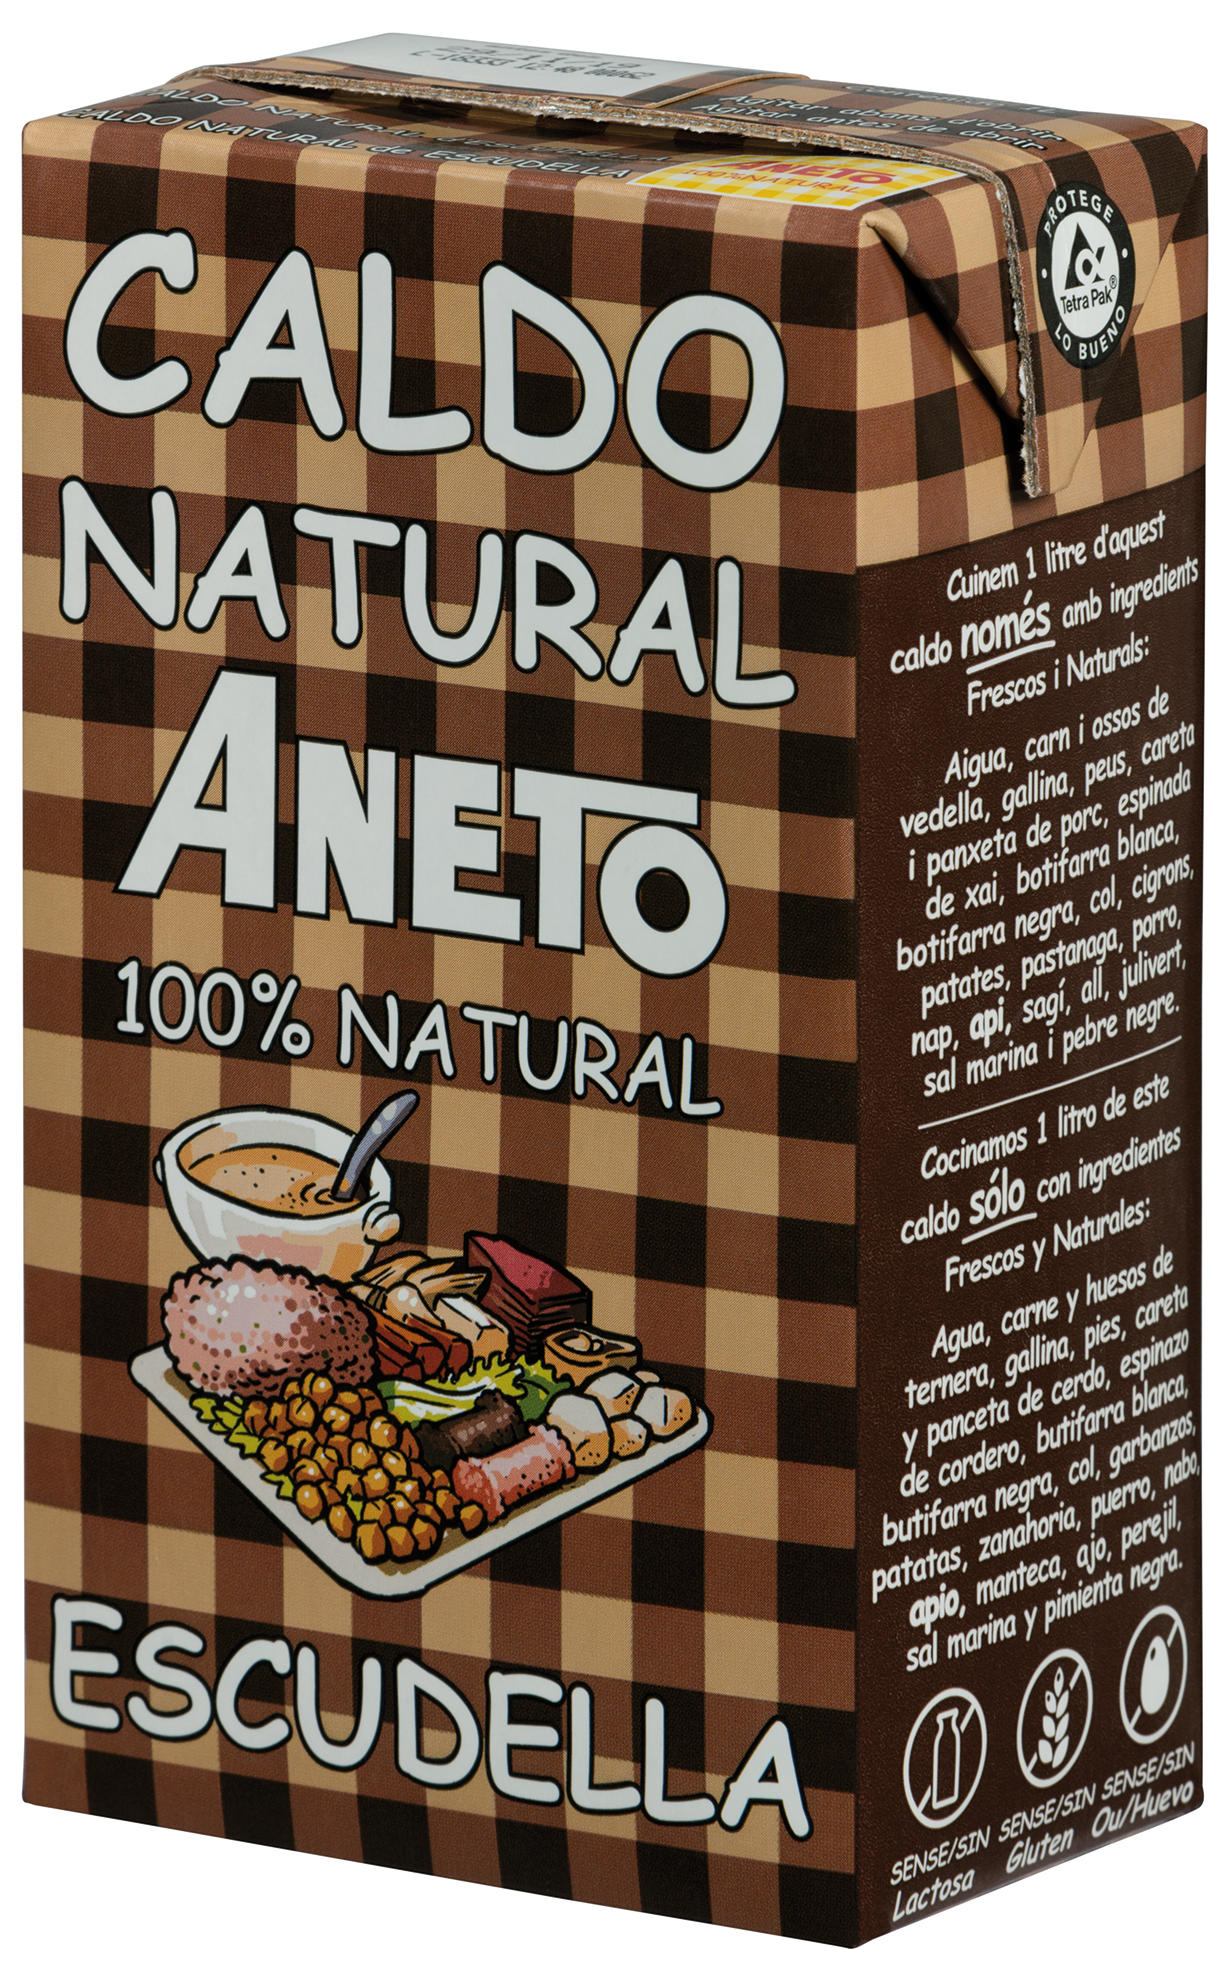 29/11/19
Agitar abans d'obrir
Agitar antes de abrir
CALDO NATURAL de ESCUDELLA
ANETO
100% NATURAL
PROTEGE
Tetra Pak®
LO BUENO
CALDO
NATURAL
ANETO
100% NATURAL
ESCUDELLA
Cuinem 1 litre d'aquest
caldo només amb ingredients
Frescos i Naturals:
Aigua, carn i ossos de
vedella, gallina, peus, careta
i panxeta de porc, espinada
de xai, botifarra blanca,
botifarra negra, col, cigrons,
patates, pastanaga, porro,
nap, api, sagí, all, julivert,
sal marina i pebre negre.
Cocinamos 1 litro de este
caldo sólo con ingredientes
Frescos y Naturales:
Agua, carne y huesos de
ternera, gallina, pies, careta
y panceta de cerdo, espinazo
de cordero, butifarra blanca,
butifarra negra, col, garbanzos,
patatas, zanahoria, puerro, nabo,
apio, manteca, ajo, perejil,
sal marina y pimienta negra.
SENSE/SIN
Lactosa
SENSE/SIN
Gluten
SENSE/SIN
Ou/Huevo